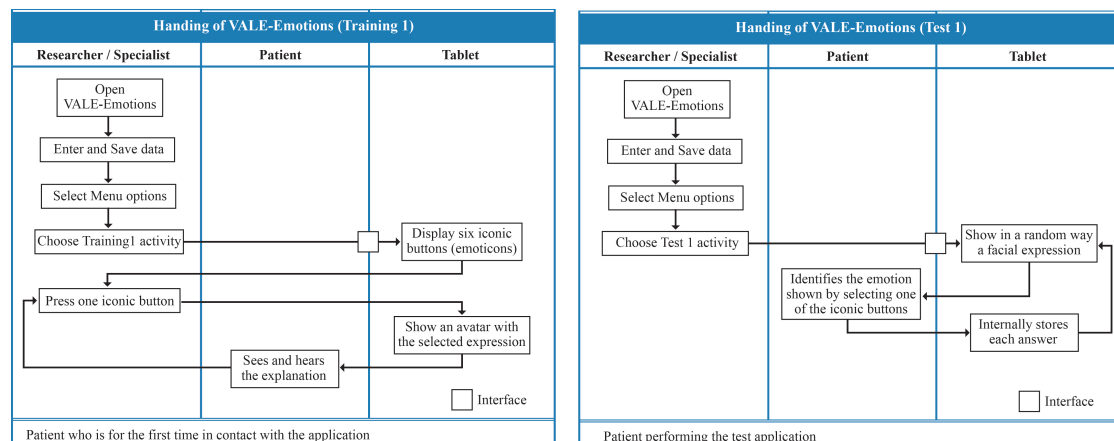 Handing of VALE-Emotions (Training 1)
Researcher / Specialist
Patient
Tablet
Open
VALE-Emotions
Enter and Save data
Select Menu options
Choose Training1 activity
Display six iconic
buttons (emoticons)
Press one iconic button
Show an avatar with
the selected expression
Sees and hears
the explanation
Interface
Patient who is for the first time in contact with the application
Handing of VALE-Emotions (Test 1)
Researcher / Specialist
Patient
Tablet
Open
VALE-Emotions
Enter and Save data
Select Menu options
Choose Test 1 activity
Show in a random way
a facial expression
Identifies the emotion
shown by selecting one
of the iconic buttons
Internally stores
each answer
Interface
Patient performing the test application